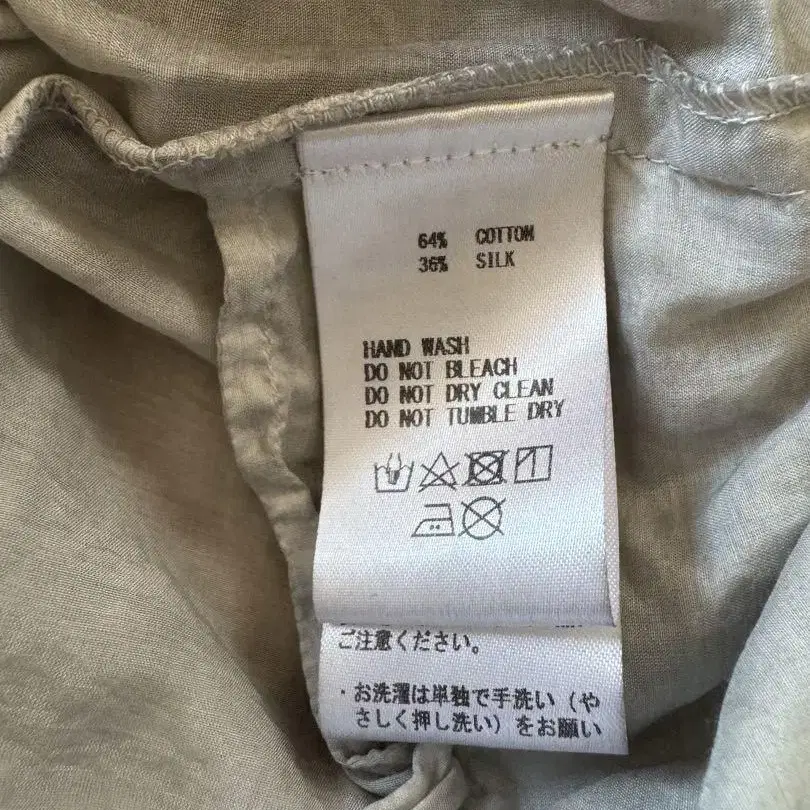 64% COTTON
36% SILK
HAND WASH
DO NOT BLEACH
DO NOT DRY CLEAN
DO NOT TUMBLE DRY
ご注意ください。
・お洗濯は単独で手洗い（や
さしく押し洗い）をお願い